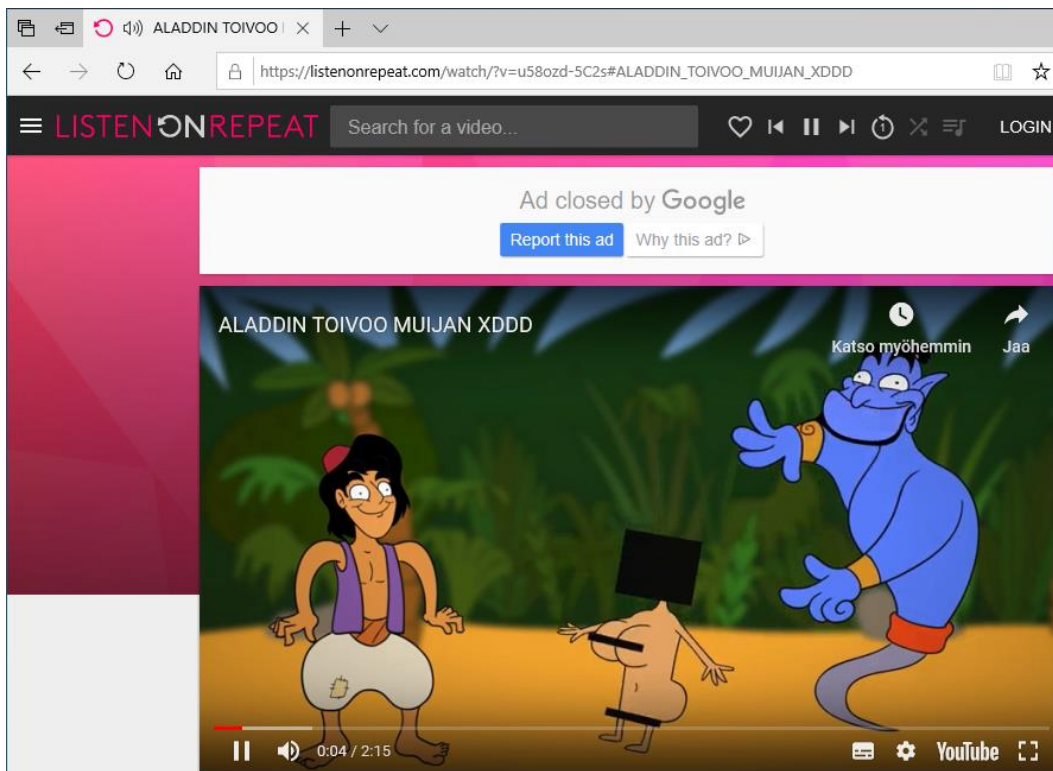 ALADDIN TOIVOO
https://listenonrepeat.com/watch/?v=u58ozd-5C2s#ALADDIN_TOIVOO_MUIJAN_XDDD
LISTENONREPEAT
Search for a video...
1
LOGIN
Ad closed by Google
Report this ad
Why this ad?
ALADDIN TOIVOO MUIJAN XDDD
Katso myöhemmin
Jaa
0:04 / 2:15
YouTube